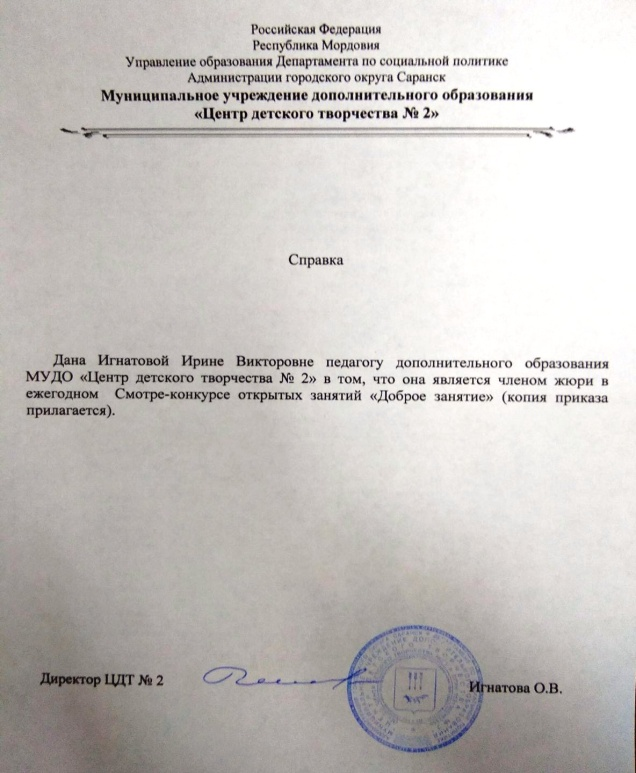 Российская Федерация
Республика Мордовия
Управление образования Департамента по социальной политике
Администрации городского округа Саранск
Муниципальное учреждение дополнительного образования
«Центр детского творчества № 2»
Справка
Дана Игнатовой Ирине Викторовне педагогу дополнительного образования
МУДО «Центр детского творчества № 2» в том, что она является членом жюри в
ежегодном Смотре-конкурсе открытых занятий «Доброе занятие» (копия приказа
прилагается).
Директор ЦДТ № 2
Игнатова О.В.